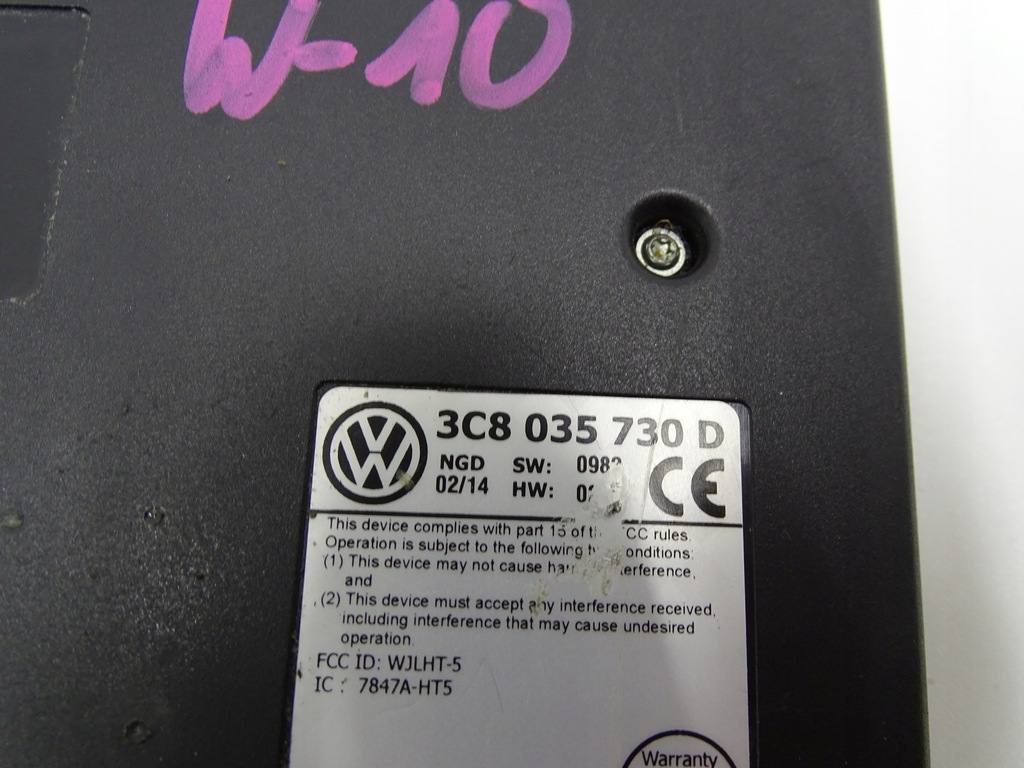 W-10
3C8 035 730 D
NGD SW:
02/14 HW:
CE
This device complies with part 15 of FCC rules.
Operation is subject to the following conditions:
(1) This device may not cause interference,
and
(2) This device must accept any interference received,
including interference that may cause undesired
operation.
FCC ID: WJLHT-5
IC : 7847A-HT5
Warranty